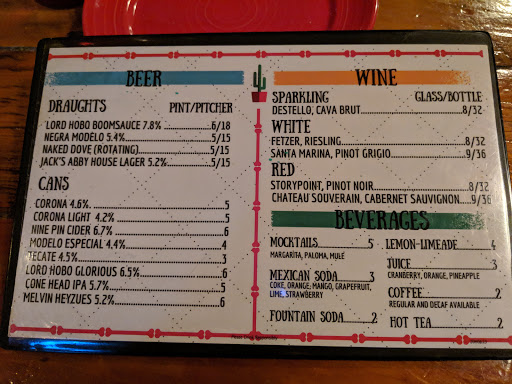 BEER
DRAUGHTS PINT/PITCHER
LORD HOBO BOOMSAUCE 7.8% 6/18
NEGRA MODELO 5.4% 5/15
NAKED DOVE (ROTATING) 5/15
JACK'S ABBY HOUSE LAGER 5.2% 5/15
CANS
CORONA 4.6% 5
CORONA LIGHT 4.2% 5
NINE PIN CIDER 6.7% 6
MODELO ESPECIAL 4.4% 4
TECATE 4.5% 3
LORD HOBO GLORIOUS 6.5% 6
CONE HEAD IPA 5.7% 5
MELVIN HEYZUES 5.2% 6
WINE
SPARKLING GLASS/BOTTLE
DESTELLO, CAVA BRUT 8/32
WHITE
FETZER, RIESLING 8/32
SANTA MARINA, PINOT GRIGIO 9/36
RED
STORYPOINT, PINOT NOIR 8/32
CHATEAU SOUVERAIN, CABERNET SAUVIGNON 9/36
BEVERAGES
MOCKTAILS 5
MARGARITA, PALOMA, MULE
MEXICAN SODA 3
COKE, ORANGE, MANGO, GRAPEFRUIT,
LIME, STRAWBERRY
FOUNTAIN SODA 2
LEMON-LIMEADE 4
JUICE 3
CRANBERRY, ORANGE, PINEAPPLE
COFFEE 2
REGULAR AND DECAF AVAILABLE
HOT TEA 2